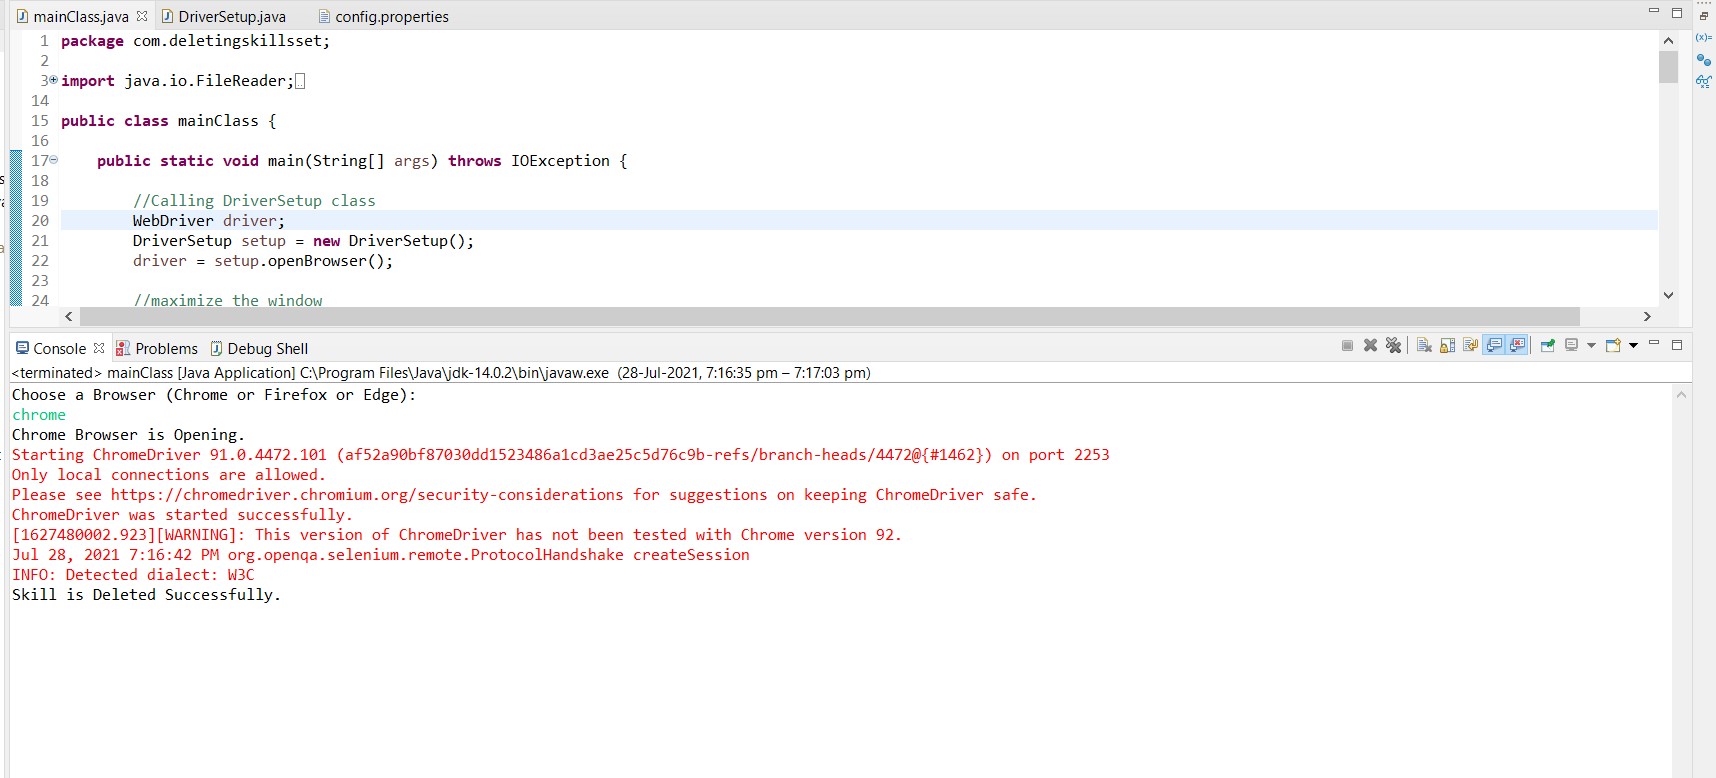 mainClass.java DriverSetup.java config.properties
1 package com.deletingskillsset;
2
3 import java.io.FileReader;
14
15 public class mainClass {
16
17 public static void main(String[] args) throws IOException {
18
19 //Calling DriverSetup class
20 WebDriver driver;
21 DriverSetup setup = new DriverSetup();
22 driver = setup.openBrowser();
23
24 //maximize the window
Console Problems Debug Shell
<terminated> mainClass [Java Application] C:\Program Files\Java\jdk-14.0.2\bin\javaw.exe (28-Jul-2021, 7:16:35 pm – 7:17:03 pm)
Choose a Browser (Chrome or Firefox or Edge):
chrome
Chrome Browser is Opening.
Starting ChromeDriver 91.0.4472.101 (af52a90bf87030dd1523486a1cd3ae25c5d76c9b-refs/branch-heads/4472@{#1462}) on port 2253
Only local connections are allowed.
Please see https://chromedriver.chromium.org/security-considerations for suggestions on keeping ChromeDriver safe.
ChromeDriver was started successfully.
[1627480002.923][WARNING]: This version of ChromeDriver has not been tested with Chrome version 92.
Jul 28, 2021 7:16:42 PM org.openqa.selenium.remote.ProtocolHandshake createSession
INFO: Detected dialect: W3C
Skill is Deleted Successfully.